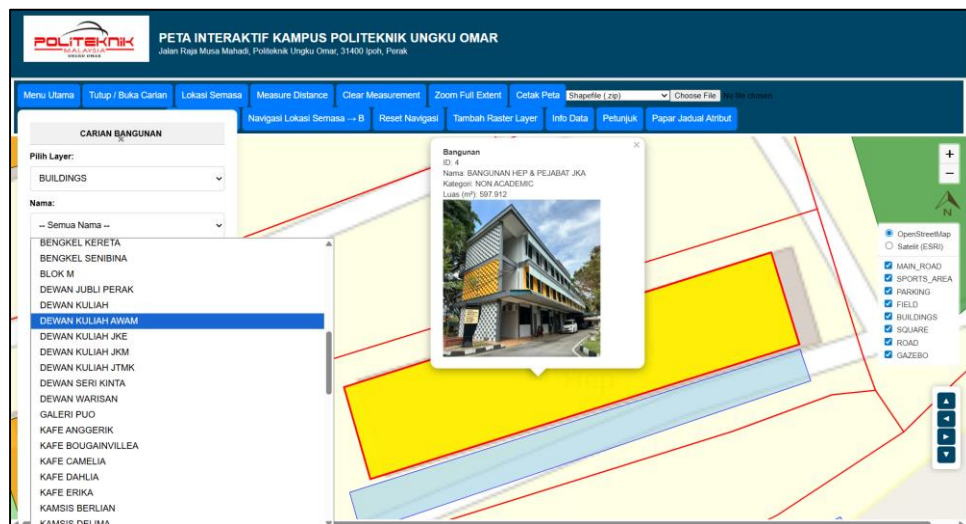 POLITEKNIK
MALAYSIA
UNGKU OMAR
PETA INTERAKTIF KAMPUS POLITEKNIK UNGKU OMAR
Jalan Raja Musa Mahadi, Politeknik Ungku Omar, 31400 Ipoh, Perak
Menu Utama Tutup / Buka Carian Lokasi Semasa Measure Distance Clear Measurement Zoom Full Extent Cetak Peta Shapefile (.zip) Choose File No file chosen
Navigasi Lokasi Semasa → B Reset Navigasi Tambah Raster Layer Info Data Petunjuk Papar Jadual Atribut
CARIAN BANGUNAN
Pilih Layer:
BUILDINGS
Nama:
-- Semua Nama --
BENGKEL KERETA
BENGKEL SENIBINA
BLOK M
DEWAN JUBLI PERAK
DEWAN KULIAH
DEWAN KULIAH AWAM
DEWAN KULIAH JKE
DEWAN KULIAH JKM
DEWAN KULIAH JTMK
DEWAN SERI KINTA
DEWAN WARISAN
GALERI PUO
KAFE ANGGERIK
KAFE BOUGAINVILLEA
KAFE CAMELIA
KAFE DAHLIA
KAFE ERIKA
KAMSIS BERLIAN
KAMSIS DELIMA
Bangunan
ID: 4
Nama: BANGUNAN HEP & PEJABAT JKA
Kategori: NON ACADEMIC
Luas (m²): 597.912
×
+
−
N
OpenStreetMap
Satelit (ESRI)
MAIN_ROAD
SPORTS_AREA
PARKING
FIELD
BUILDINGS
SQUARE
ROAD
GAZEBO